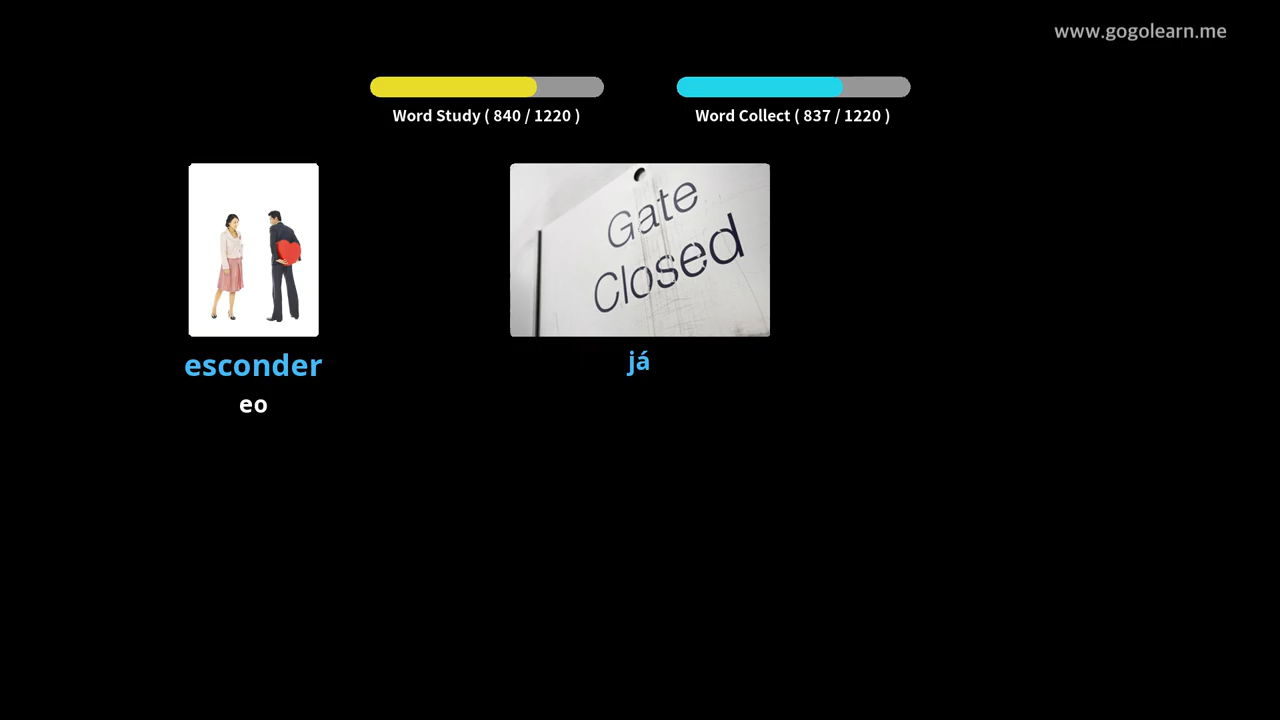 www.gogolearn.me
Word Study ( 840 / 1220 )
Word Collect ( 837 / 1220 )
Gate
Closed
esconder
já
eo